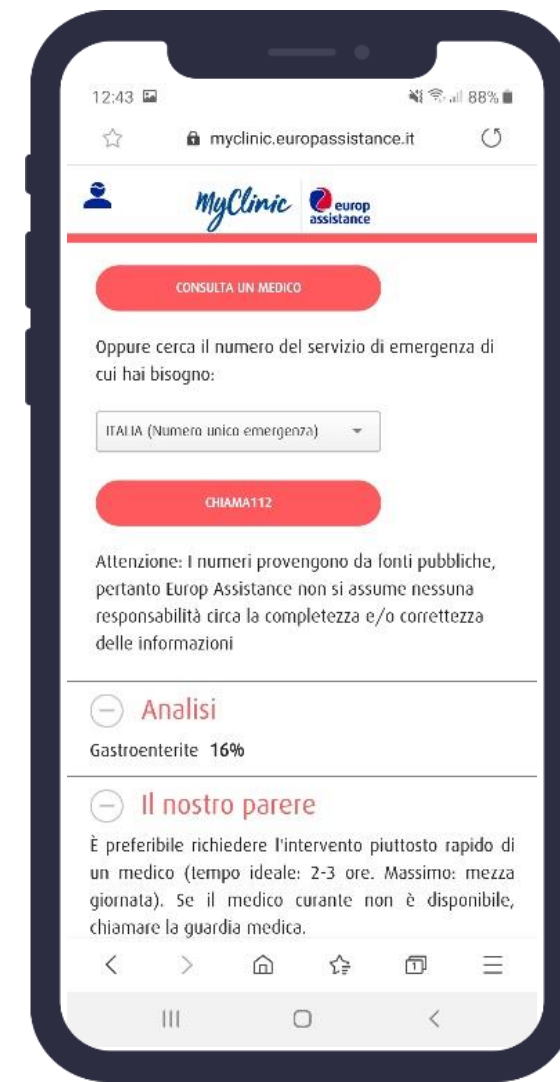 12:43 88%
myclinic.europassistance.it
MyClinic europ
assistance
CONSULTA UN MEDICO
Oppure cerca il numero del servizio di emergenza di
cui hai bisogno:
ITALIA (Numero unico emergenza)
CHIAMA112
Attenzione: I numeri provengono da fonti pubbliche,
pertanto Europ Assistance non si assume nessuna
responsabilità circa la completezza e/o correttezza
delle informazioni
Analisi
Gastroenterite 16%
Il nostro parere
È preferibile richiedere l'intervento piuttosto rapido di
un medico (tempo ideale: 2-3 ore. Massimo: mezza
giornata). Se il medico curante non è disponibile,
chiamare la guardia medica.
1